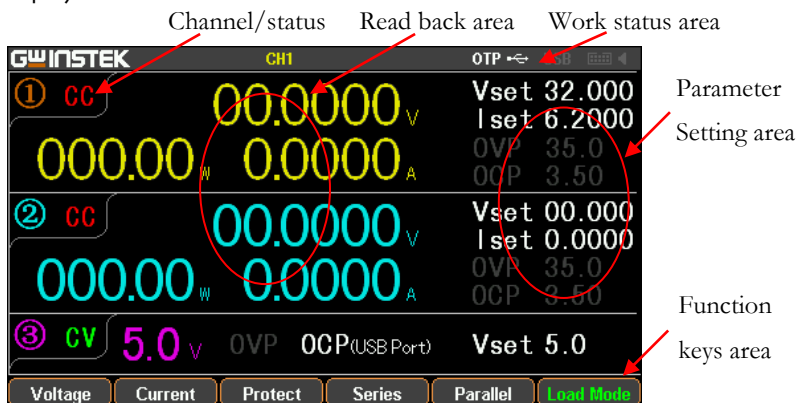 Channel/status Read back area Work status area
GWINSTEK CH1 OTP USB
① CC 00.0000 V Vset 32.000
Iset 6.2000
Parameter
Setting area
000.00 W 0.0000 A OVP 35.0
OCP 3.50
② CC 00.0000 V Vset 00.000
Iset 0.0000
000.00 W 0.0000 A OVP 35.0
OCP 3.50
③ CV 5.0 V OVP OCP(USB Port) Vset 5.0
Function
keys area
Voltage Current Protect Series Parallel Load Mode